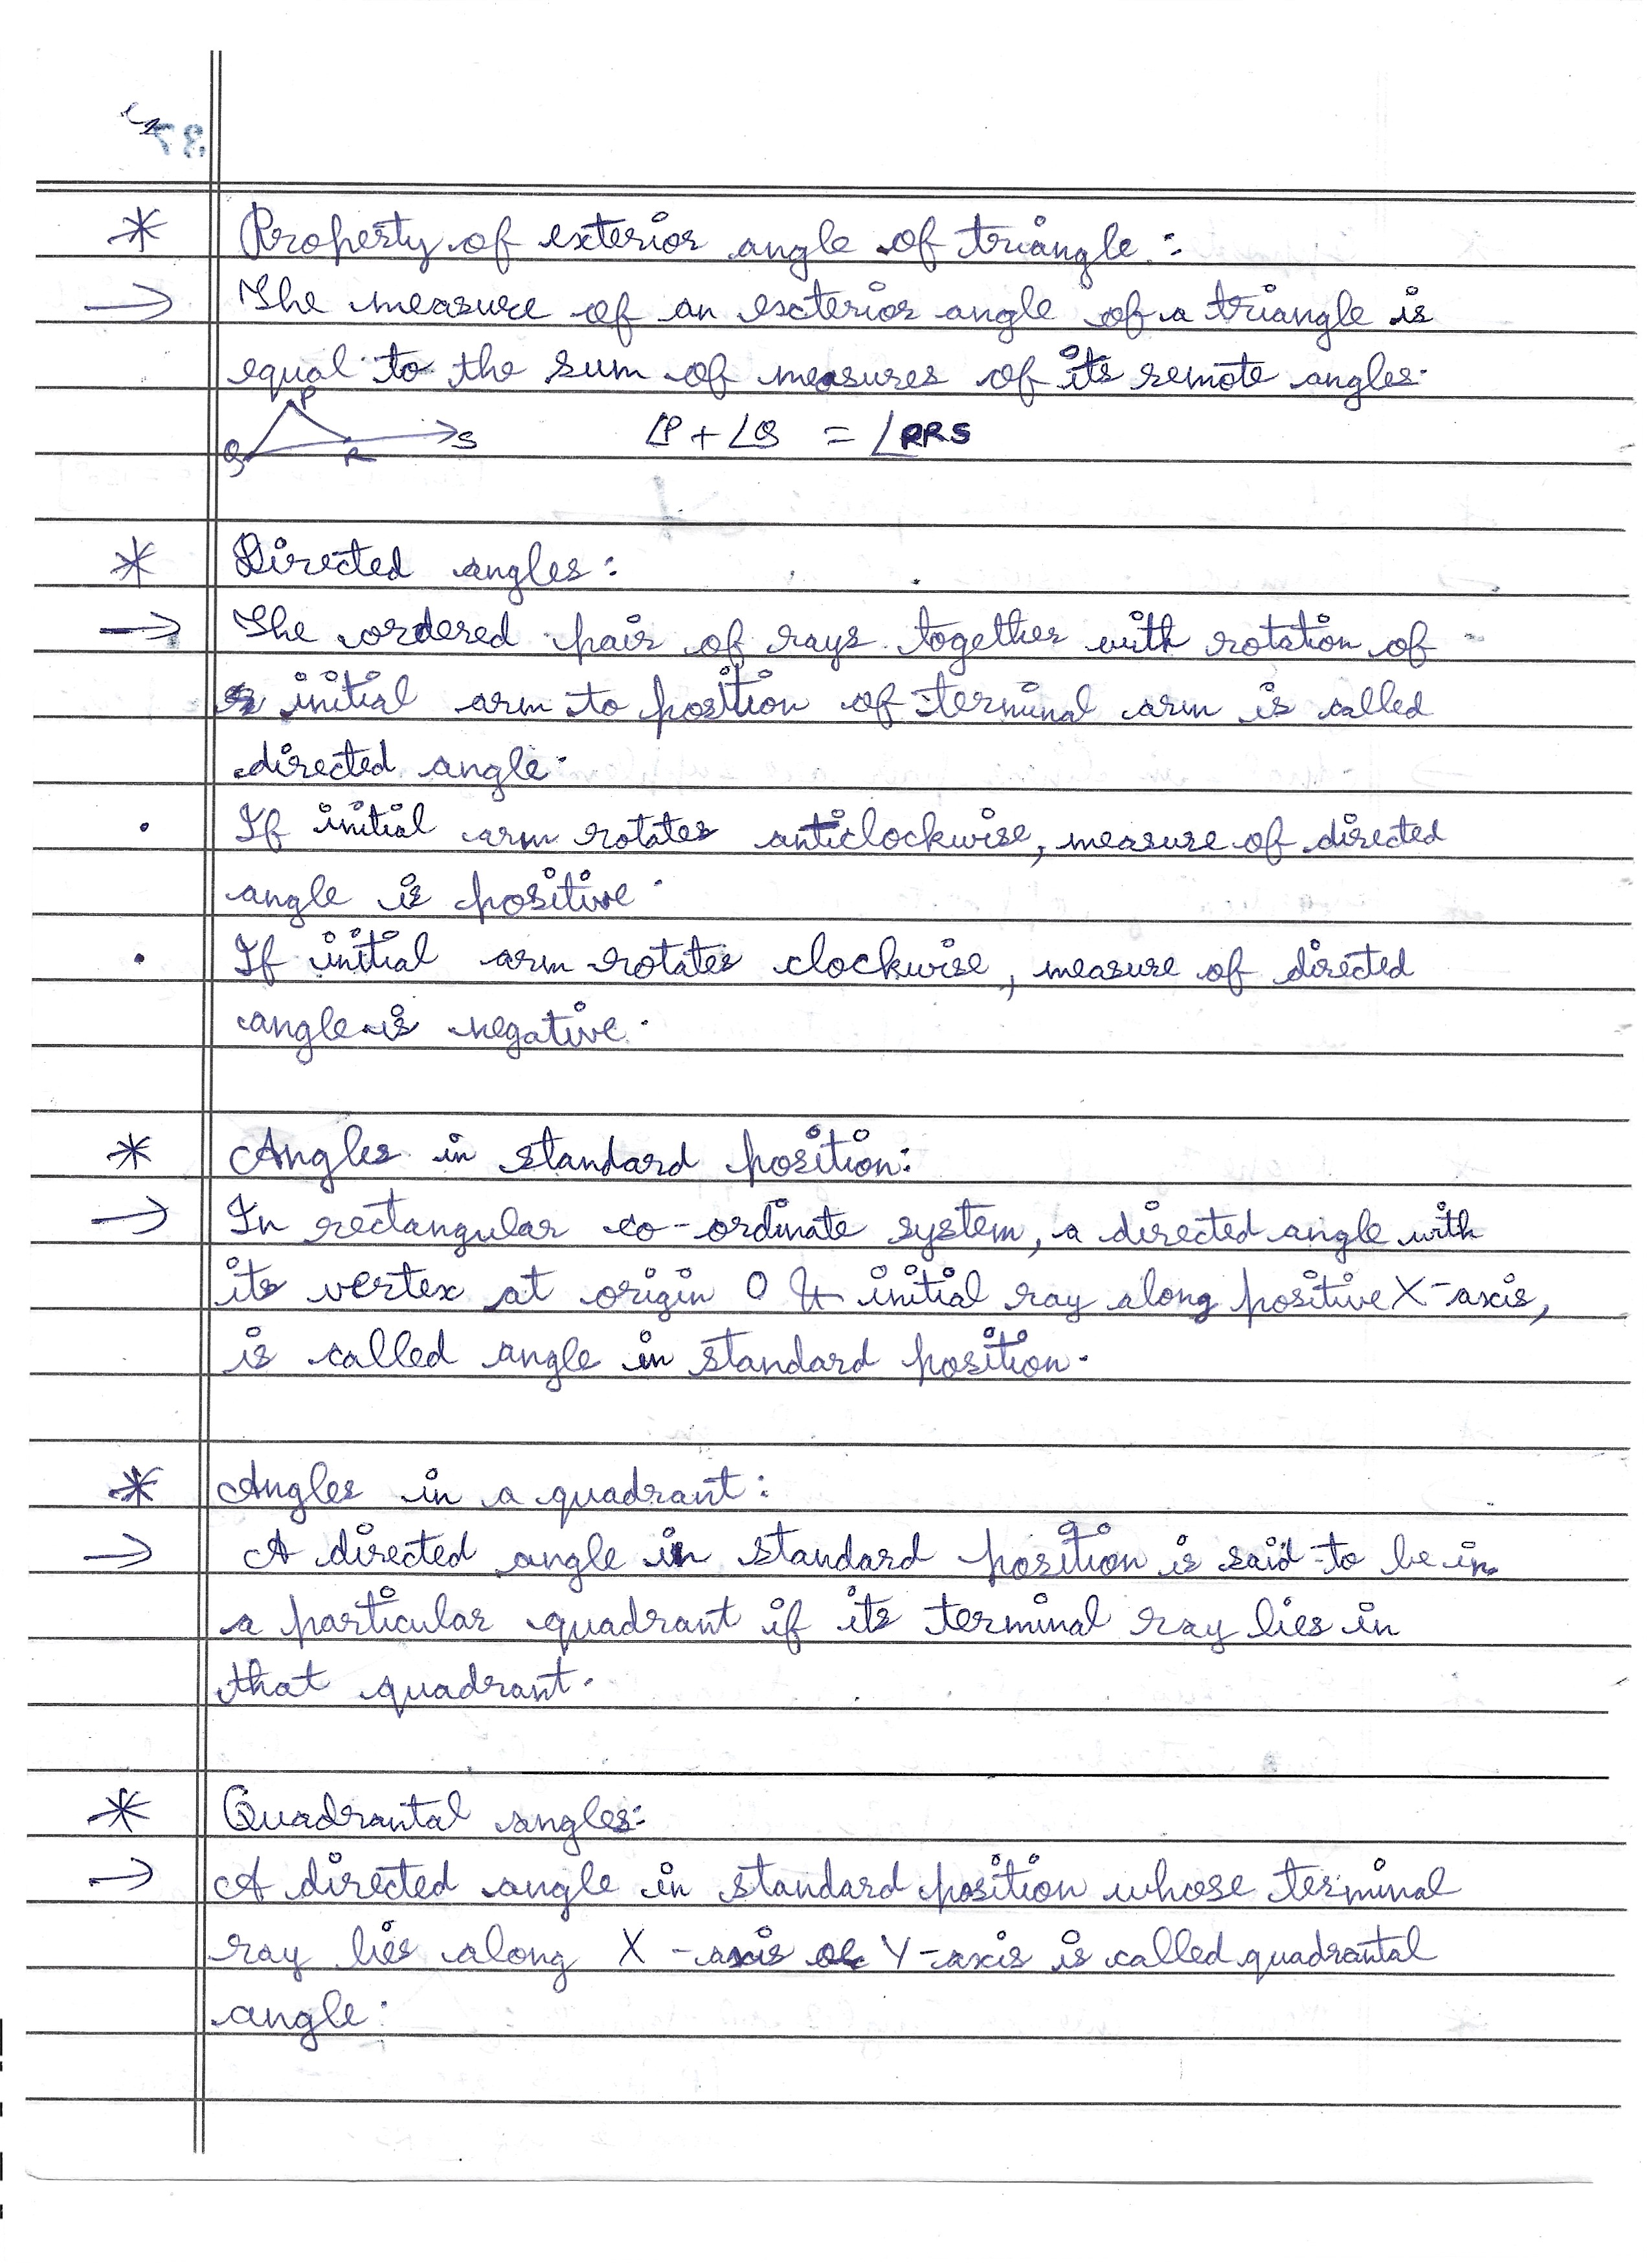 * Property of exterior angle of triangle :-
→ The measure of an exterior angle of a triangle is
equal to the sum of measures of its remote angles.
P
Q R S ∠P + ∠Q = ∠PRS
* Directed angles :
→ The ordered pair of rays together with rotation of
initial arm to position of terminal arm is called
directed angle.
• If initial arm rotates anticlockwise, measure of directed
angle is positive.
• If initial arm rotates clockwise, measure of directed
angle is negative.
* Angles in standard position:
→ In rectangular co-ordinate system, a directed angle with
its vertex at origin O & initial ray along positive X-axis,
is called angle in standard position.
* Angles in a quadrant :
→ A directed angle in standard position is said to be in
a particular quadrant if its terminal ray lies in
that quadrant.
* Quadrantal angles:
→ A directed angle in standard position whose terminal
ray lies along X-axis or Y-axis is called quadrantal
angle.